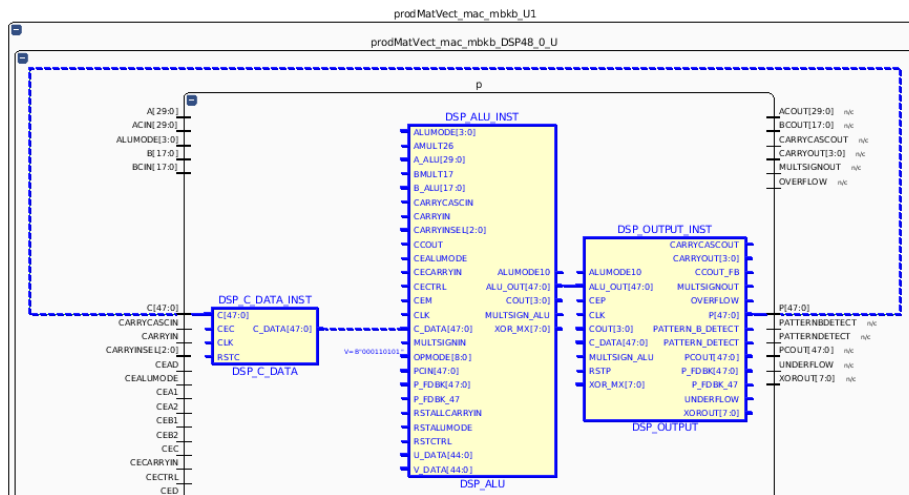 prodMatVect_mac_mbkb_U1
prodMatVect_mac_mbkb_DSP48_0_U
p
A[29:0]
ACIN[29:0]
ALUMODE[3:0]
B[17:0]
BCIN[17:0]
C[47:0]
CARRYCASCIN
CARRYIN
CARRYINSEL[2:0]
CEAD
CEALUMODE
CEA1
CEA2
CEB1
CEB2
CEC
CECARRYIN
CECTRL
CED
DSP_C_DATA_INST
C[47:0]
CEC C_DATA[47:0]
CLK
RSTC
DSP_C_DATA
V=B"000110101"
DSP_ALU_INST
ALUMODE[3:0]
AMULT26
A_ALU[29:0]
BMULT17
B_ALU[17:0]
CARRYCASCIN
CARRYIN
CARRYINSEL[2:0]
CCOUT
CEALUMODE
CECARRYIN ALUMODE10
CECTRL ALU_OUT[47:0]
CEM COUT[3:0]
CLK MULTSIGN_ALU
C_DATA[47:0] XOR_MX[7:0]
MULTSIGNIN
OPMODE[8:0]
PCIN[47:0]
P_FDBK[47:0]
P_FDBK_47
RSTALLCARRYIN
RSTALUMODE
RSTCTRL
U_DATA[44:0]
V_DATA[44:0]
DSP_ALU
DSP_OUTPUT_INST
CARRYCASCOUT
CARRYOUT[3:0]
ALUMODE10 CCOUT_FB
ALU_OUT[47:0] MULTSIGNOUT
CEP OVERFLOW
CLK P[47:0]
COUT[3:0] PATTERN_B_DETECT
C_DATA[47:0] PATTERN_DETECT
MULTSIGN_ALU PCOUT[47:0]
RSTP P_FDBK[47:0]
XOR_MX[7:0] P_FDBK_47
UNDERFLOW
XOROUT[7:0]
DSP_OUTPUT
ACOUT[29:0] n/c
BCOUT[17:0] n/c
CARRYCASCOUT n/c
CARRYOUT[3:0] n/c
MULTSIGNOUT n/c
OVERFLOW n/c
P[47:0]
PATTERNBDETECT n/c
PATTERNDETECT n/c
PCOUT[47:0] n/c
UNDERFLOW n/c
XOROUT[7:0] n/c